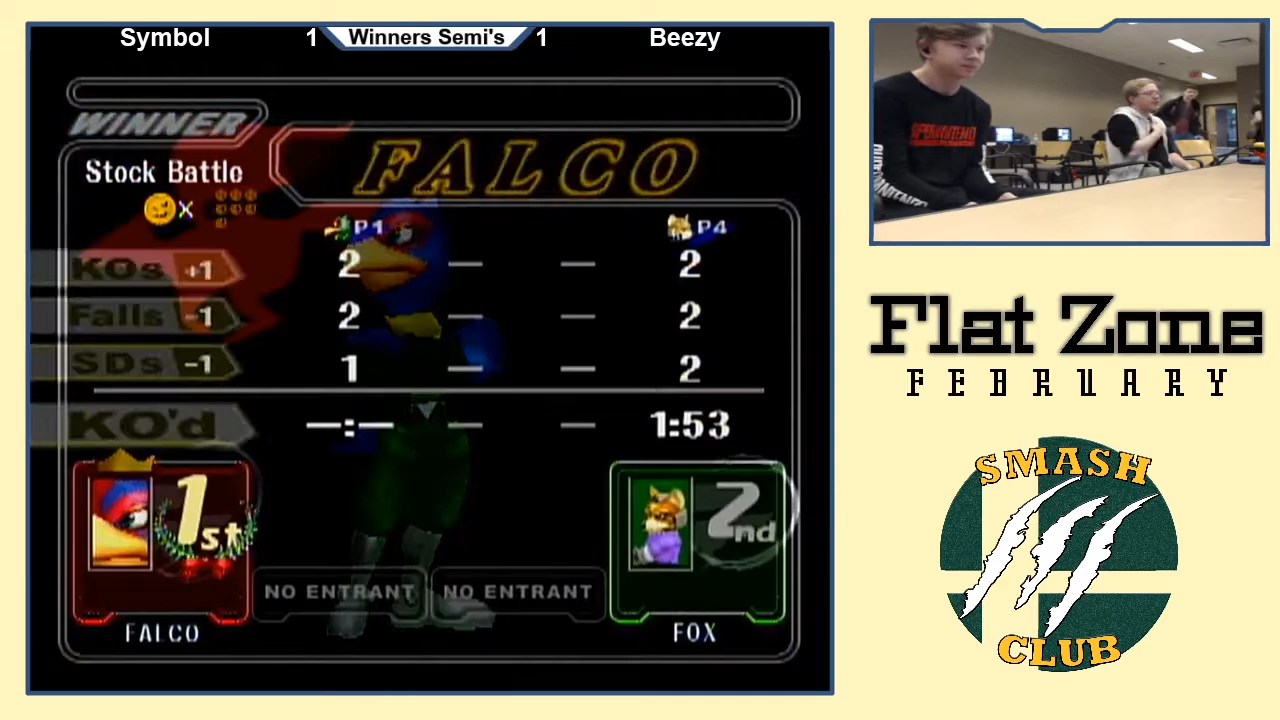 Symbol 1 Winners Semi's 1 Beezy
WINNER
Stock Battle
FALCO
P1 P4
KOs +1 2 — — 2
Falls -1 2 — — 2
SDs -1 1 — — 2
KO'd —:— — — 1:53
1st
NO ENTRANT
NO ENTRANT
2nd
FALCO
FOX
Flat Zone
FEBRUARY
SMASH
CLUB